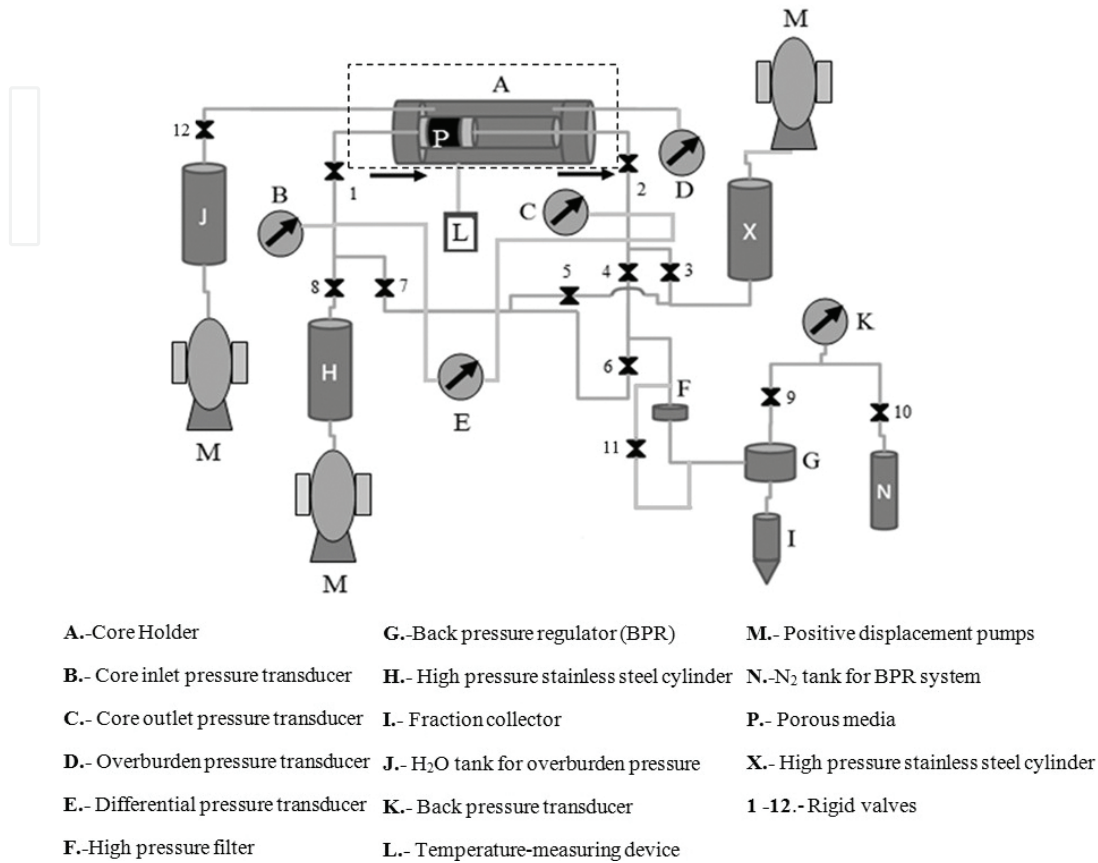 M
A
12
P
1
2
D
B
C
J
L
X
8
7
5
4
3
K
H
6
F
E
9
10
M
11
G
N
I
M
A.-Core Holder
B.- Core inlet pressure transducer
C.- Core outlet pressure transducer
D.- Overburden pressure transducer
E.- Differential pressure transducer
F.-High pressure filter
G.-Back pressure regulator (BPR)
H.- High pressure stainless steel cylinder
I.- Fraction collector
J.- H₂O tank for overburden pressure
K.- Back pressure transducer
L.- Temperature-measuring device
M.- Positive displacement pumps
N.-N₂ tank for BPR system
P.- Porous media
X.- High pressure stainless steel cylinder
1 -12.- Rigid valves